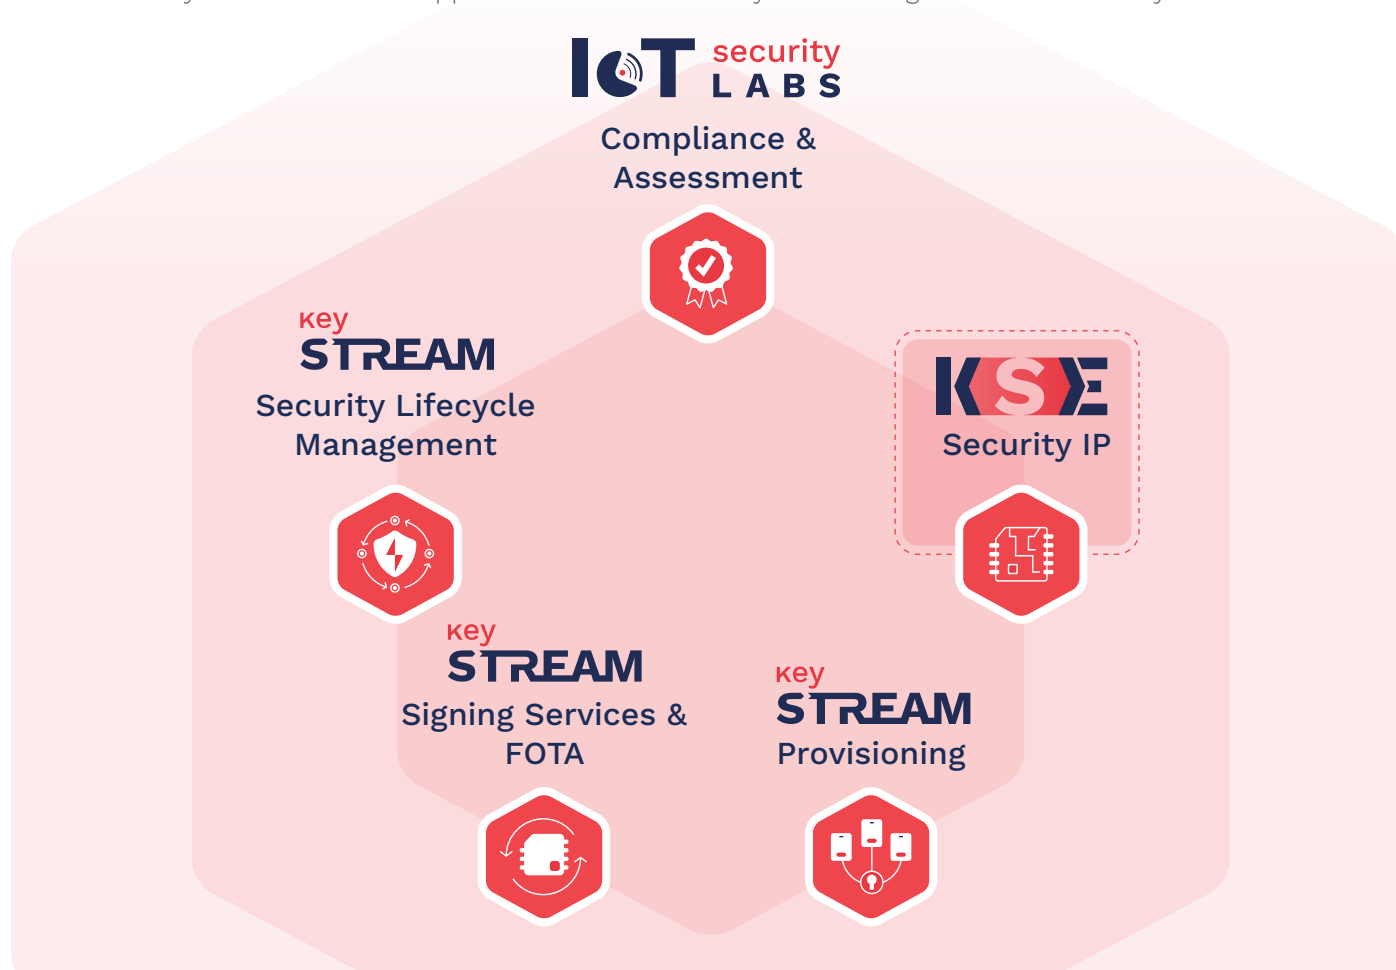 IoT security
LABS
Compliance &
Assessment
key
STREAM
Security Lifecycle
Management
KSE
Security IP
key
STREAM
Signing Services &
FOTA
key
STREAM
Provisioning